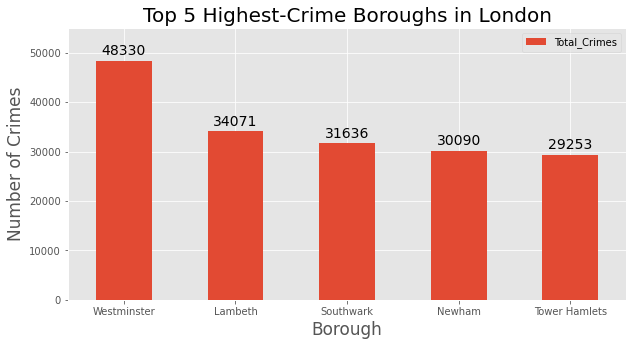 Top 5 Highest-Crime Boroughs in London
Total_Crimes
Number of Crimes
50000
40000
30000
20000
10000
0
48330
34071
31636
30090
29253
Westminster
Lambeth
Southwark
Newham
Tower Hamlets
Borough